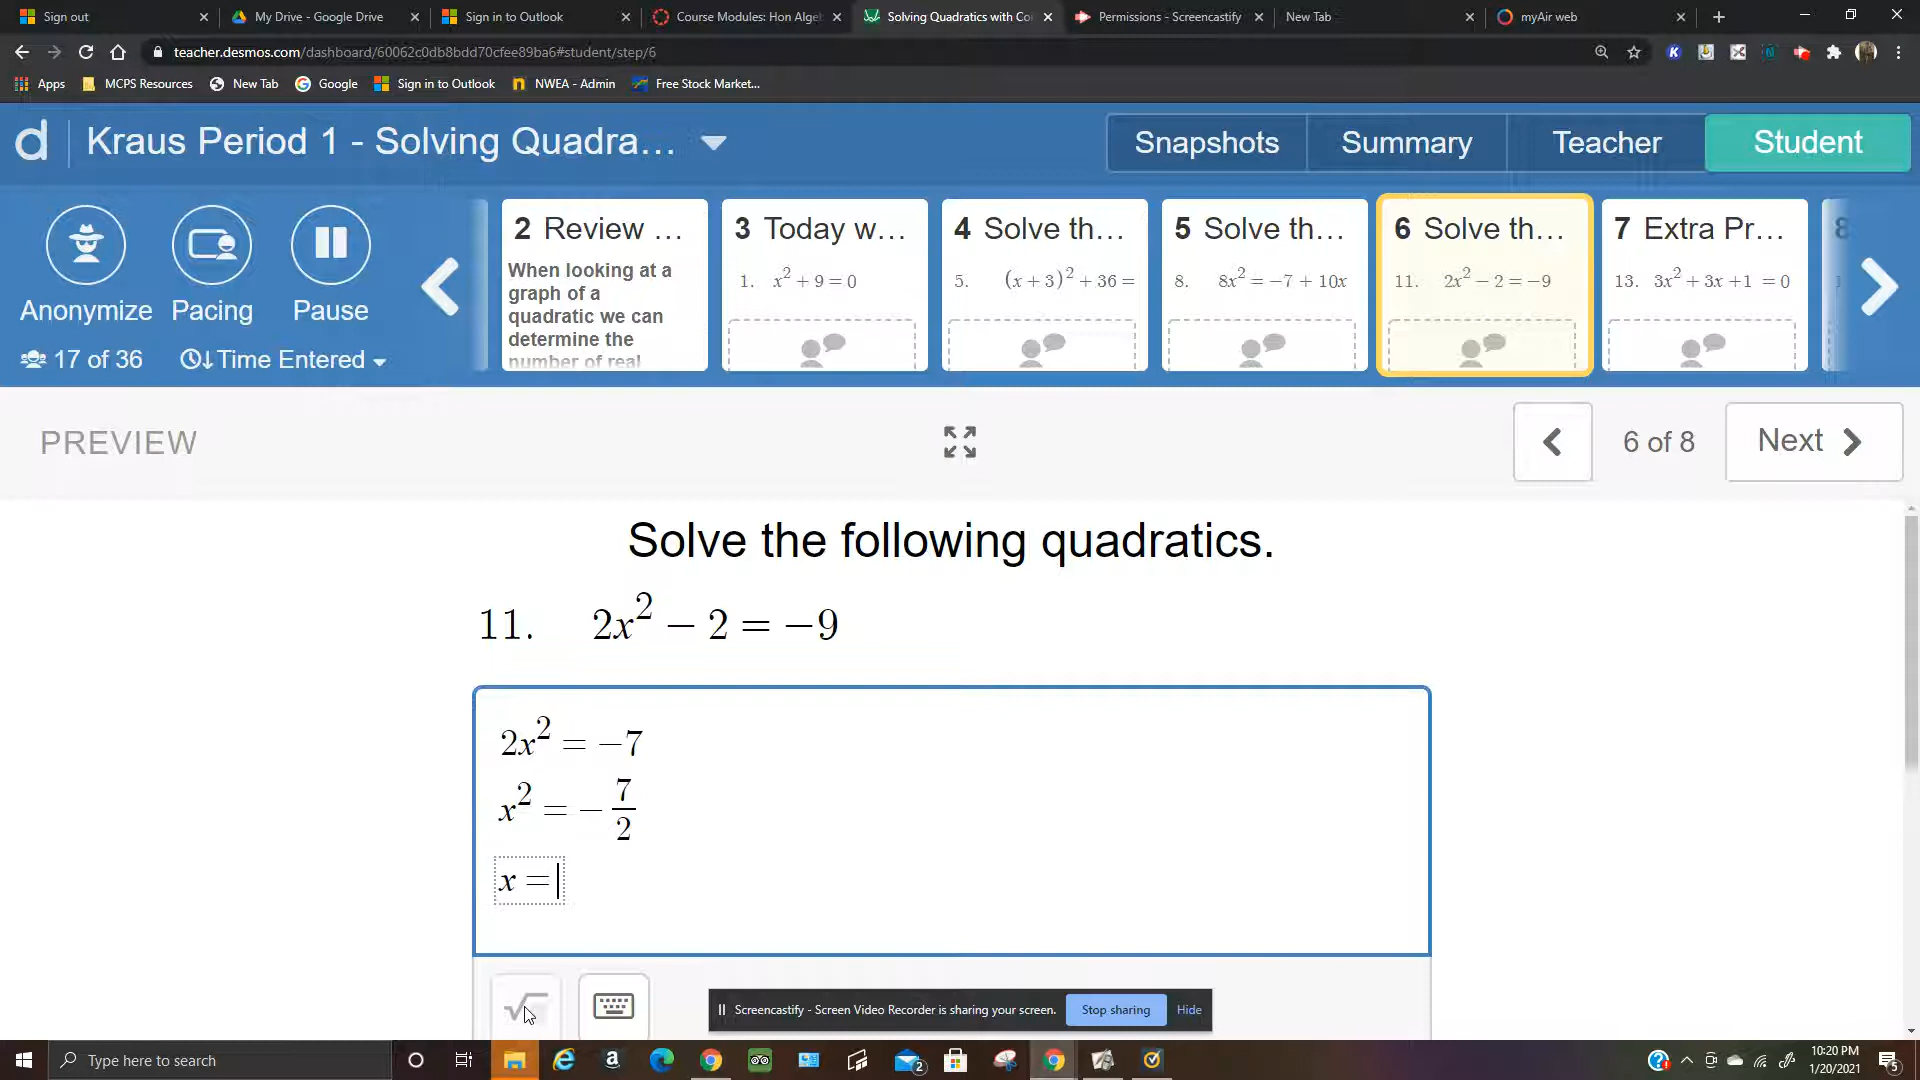 Sign out
My Drive - Google Drive
Sign in to Outlook
Course Modules: Hon Alge
Solving Quadratics with Co
Permissions - Screencastify
New Tab
myAir web
teacher.desmos.com/dashboard/60062c0db8bdd70cfee89ba6#student/step/6
Apps
MCPS Resources
New Tab
Google
Sign in to Outlook
NWEA - Admin
Free Stock Market...
d
Kraus Period 1 - Solving Quadra...
Snapshots
Summary
Teacher
Student
Anonymize
Pacing
Pause
17 of 36
Time Entered
2 Review ...
When looking at a
graph of a
quadratic we can
determine the
number of real
3 Today w...
1. x² + 9 = 0
4 Solve th...
5. (x + 3)² + 36 =
5 Solve th...
8. 8x² = −7 + 10x
6 Solve th...
11. 2x² − 2 = −9
7 Extra Pr...
13. 3x² + 3x +1 = 0
8
PREVIEW
6 of 8
Next
Solve the following quadratics.
11. 2x² − 2 = −9
2x² = −7
x² = − 7/2
x =
Screencastify - Screen Video Recorder is sharing your screen.
Stop sharing
Hide
Type here to search
2
10:20 PM
1/20/2021
5